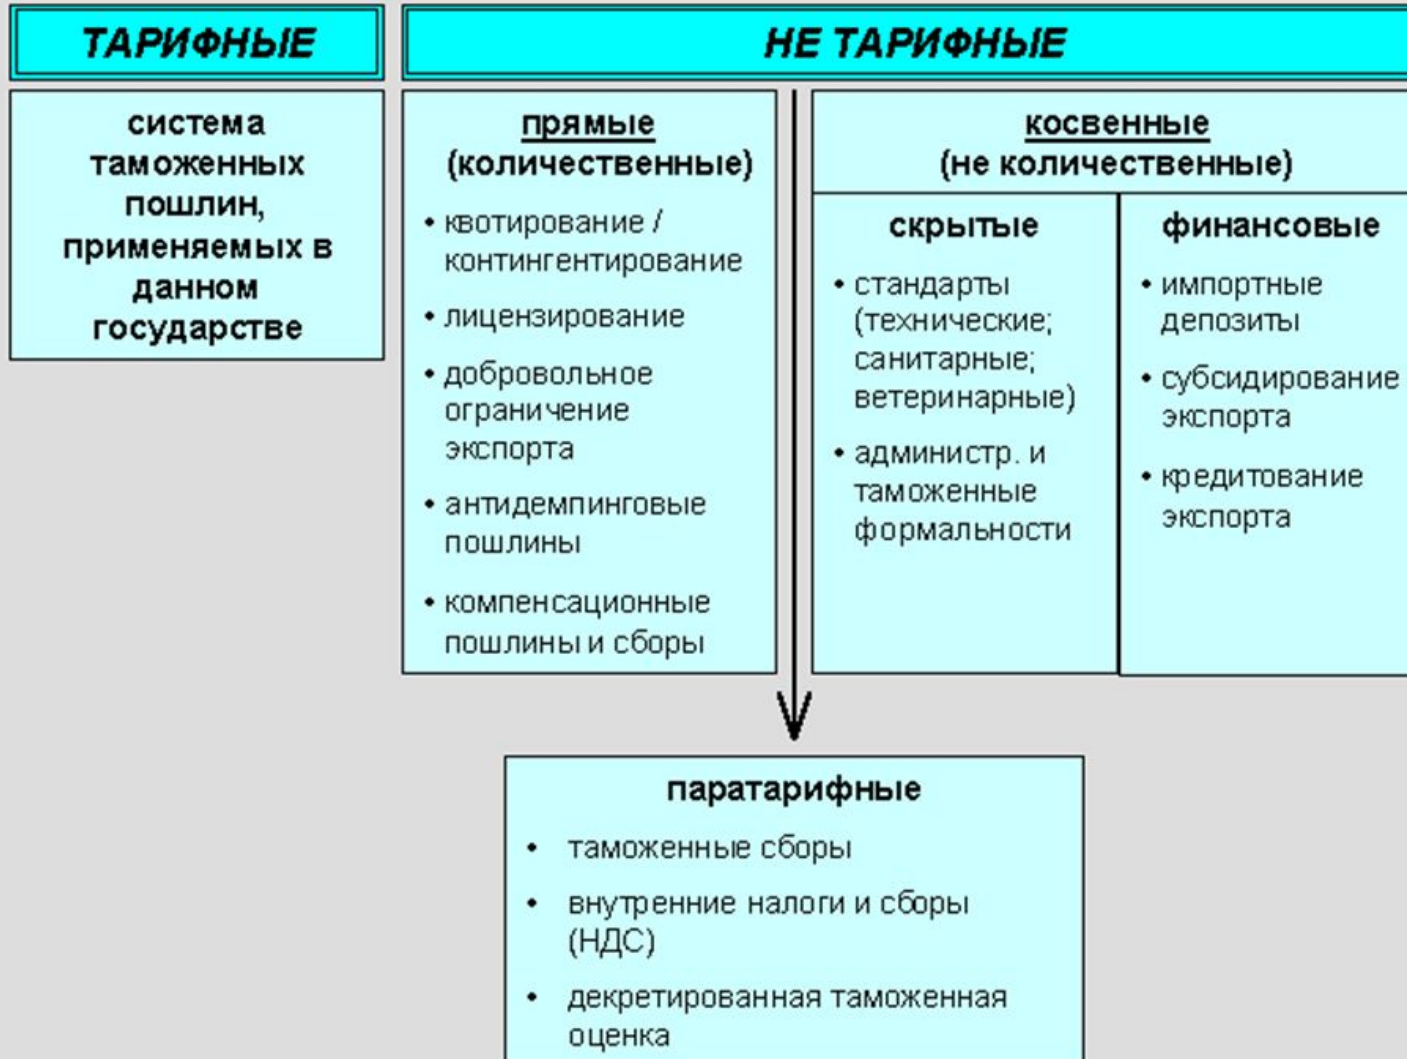 ТАРИФНЫЕ
система
таможенных
пошлин,
применяемых в
данном
государстве
НЕ ТАРИФНЫЕ
прямые
(количественные)
• квотирование /
контингентирование
• лицензирование
• добровольное
ограничение
экспорта
• антидемпинговые
пошлины
• компенсационные
пошлины и сборы
косвенные
(не количественные)
скрытые
• стандарты
(технические;
санитарные;
ветеринарные)
• администр. и
таможенные
формальности
финансовые
• импортные
депозиты
• субсидирование
экспорта
• кредитование
экспорта
паратарифные
• таможенные сборы
• внутренние налоги и сборы
(НДС)
• декретированная таможенная
оценка